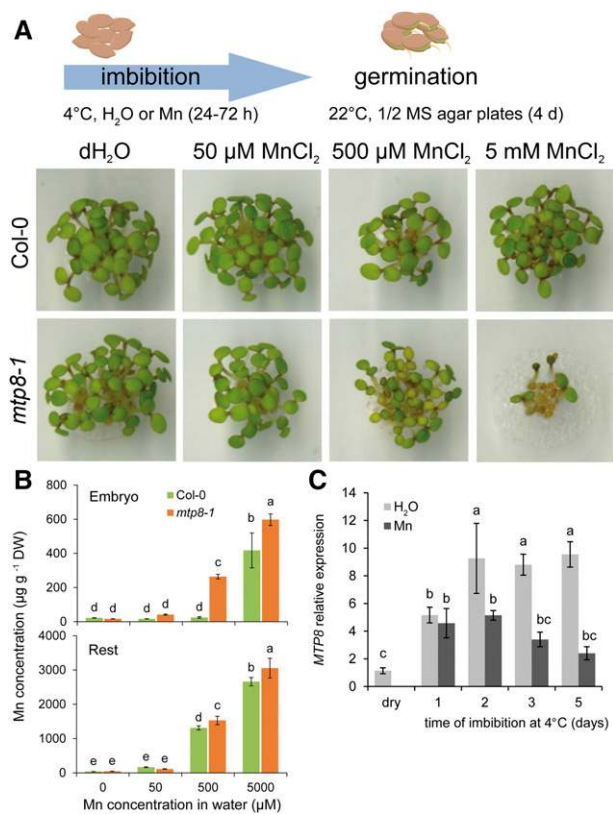 A
imbibition
germination
4°C, H₂O or Mn (24-72 h)
22°C, 1/2 MS agar plates (4 d)
dH₂O
50 µM MnCl₂
500 µM MnCl₂
5 mM MnCl₂
Col-0
mtp8-1
B
Mn concentration (µg g⁻¹ DW)
800
600
400
200
0
Embryo
Col-0
mtp8-1
d d d d d c b a
4000
3000
2000
1000
0
Rest
e e e e d c b a
0 50 500 5000
Mn concentration in water (µM)
C
MTP8 relative expression
14
12
10
8
6
4
2
0
H₂O
Mn
c b b a b a bc a bc
dry 1 2 3 5
time of imbibition at 4°C (days)